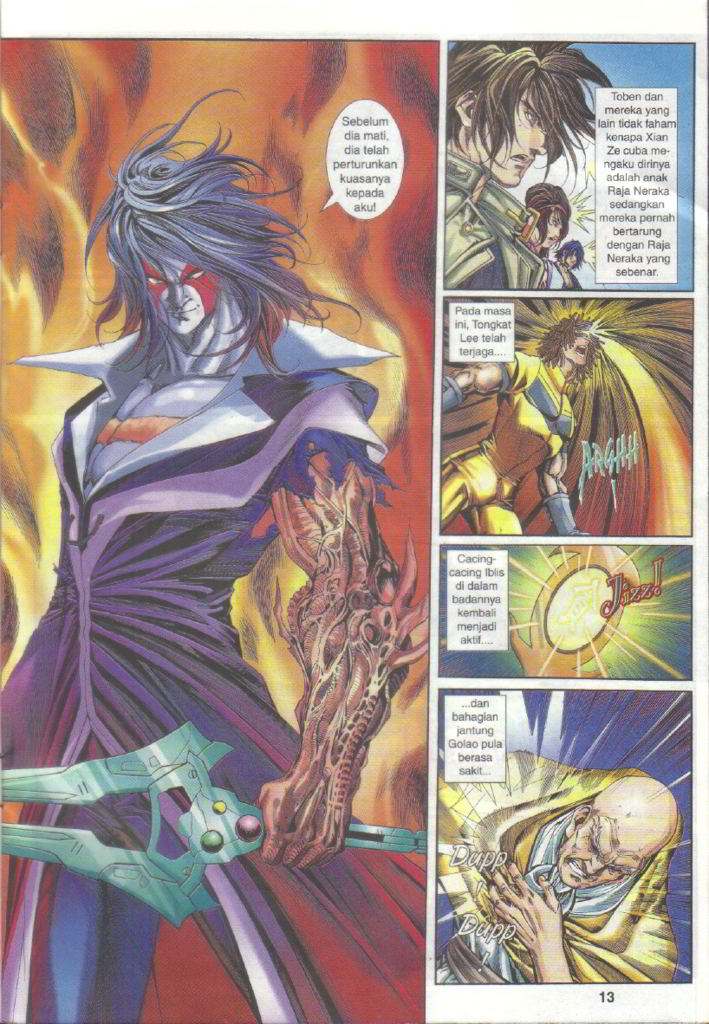 Sebelum
dia mati,
dia telah
perturunkan
kuasanya
kepada
aku!
Toben dan
mereka yang
lain tidak faham
kenapa Xian
Ze cuba me-
ngaku dirinya
adalah anak
Raja Neraka
sedangkan
mereka pernah
bertarung
dengan Raja
Neraka yang
sebenar.
Pada masa
ini, Tongkat
Lee telah
terjaga....
ARGHH
!
Cacing-
cacing Iblis
di dalam
badannya
kembali
menjadi
aktif....
Jizz!
...dan
bahagian
jantung
Golao pula
berasa
sakit...
Dupp
!
Dupp
!
13